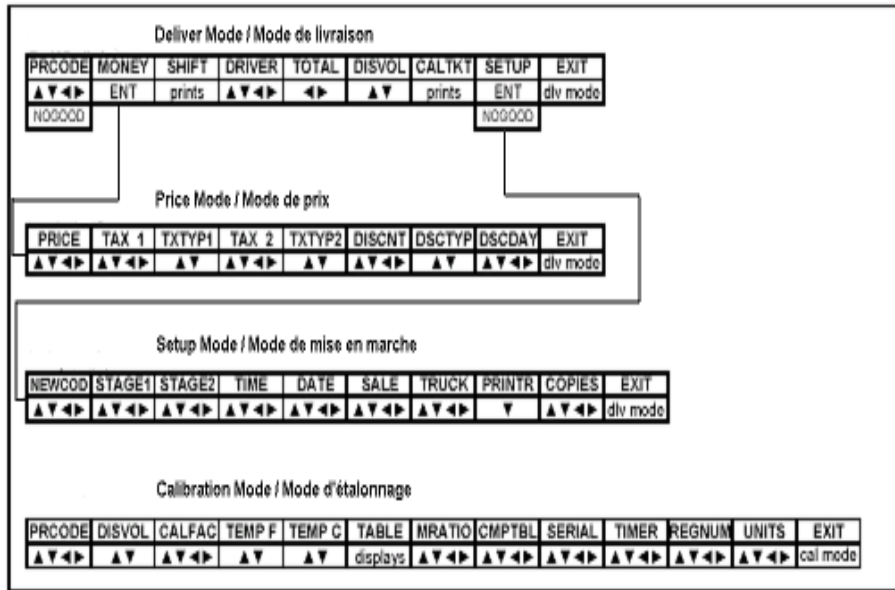 Deliver Mode / Mode de livraison
PRCODE MONEY SHIFT DRIVER TOTAL DISVOL CALTKT SETUP EXIT
▲▼◄► ENT prints ▲▼◄► ◄► ▲▼ prints ENT dlv mode
NOGOCO NOGOCO
Price Mode / Mode de prix
PRICE TAX 1 TXTYP1 TAX 2 TXTYP2 DISCNT DSCTYP DSCDAY EXIT
▲▼◄► ▲▼◄► ▲▼ ▲▼◄► ▲▼ ▲▼◄► ▲▼ ▲▼◄► dlv mode
Setup Mode / Mode de mise en marche
NEWCOD STAGE1 STAGE2 TIME DATE SALE TRUCK PRINTR COPIES EXIT
▲▼◄► ▲▼◄► ▲▼◄► ▲▼◄► ▲▼◄► ▲▼◄► ▲▼◄► ▼ ▲▼◄► dlv mode
Calibration Mode / Mode d'étalonnage
PRCODE DISVOL CALFAC TEMP F TEMP C TABLE MRATIO CMPTBL SERIAL TIMER REGNUM UNITS EXIT
▲▼◄► ▲▼ ▲▼◄► ▲▼ ▲▼ displays ▲▼◄► ▲▼◄► ▲▼◄► ▲▼◄► ▲▼◄► ▲▼◄► cal mode